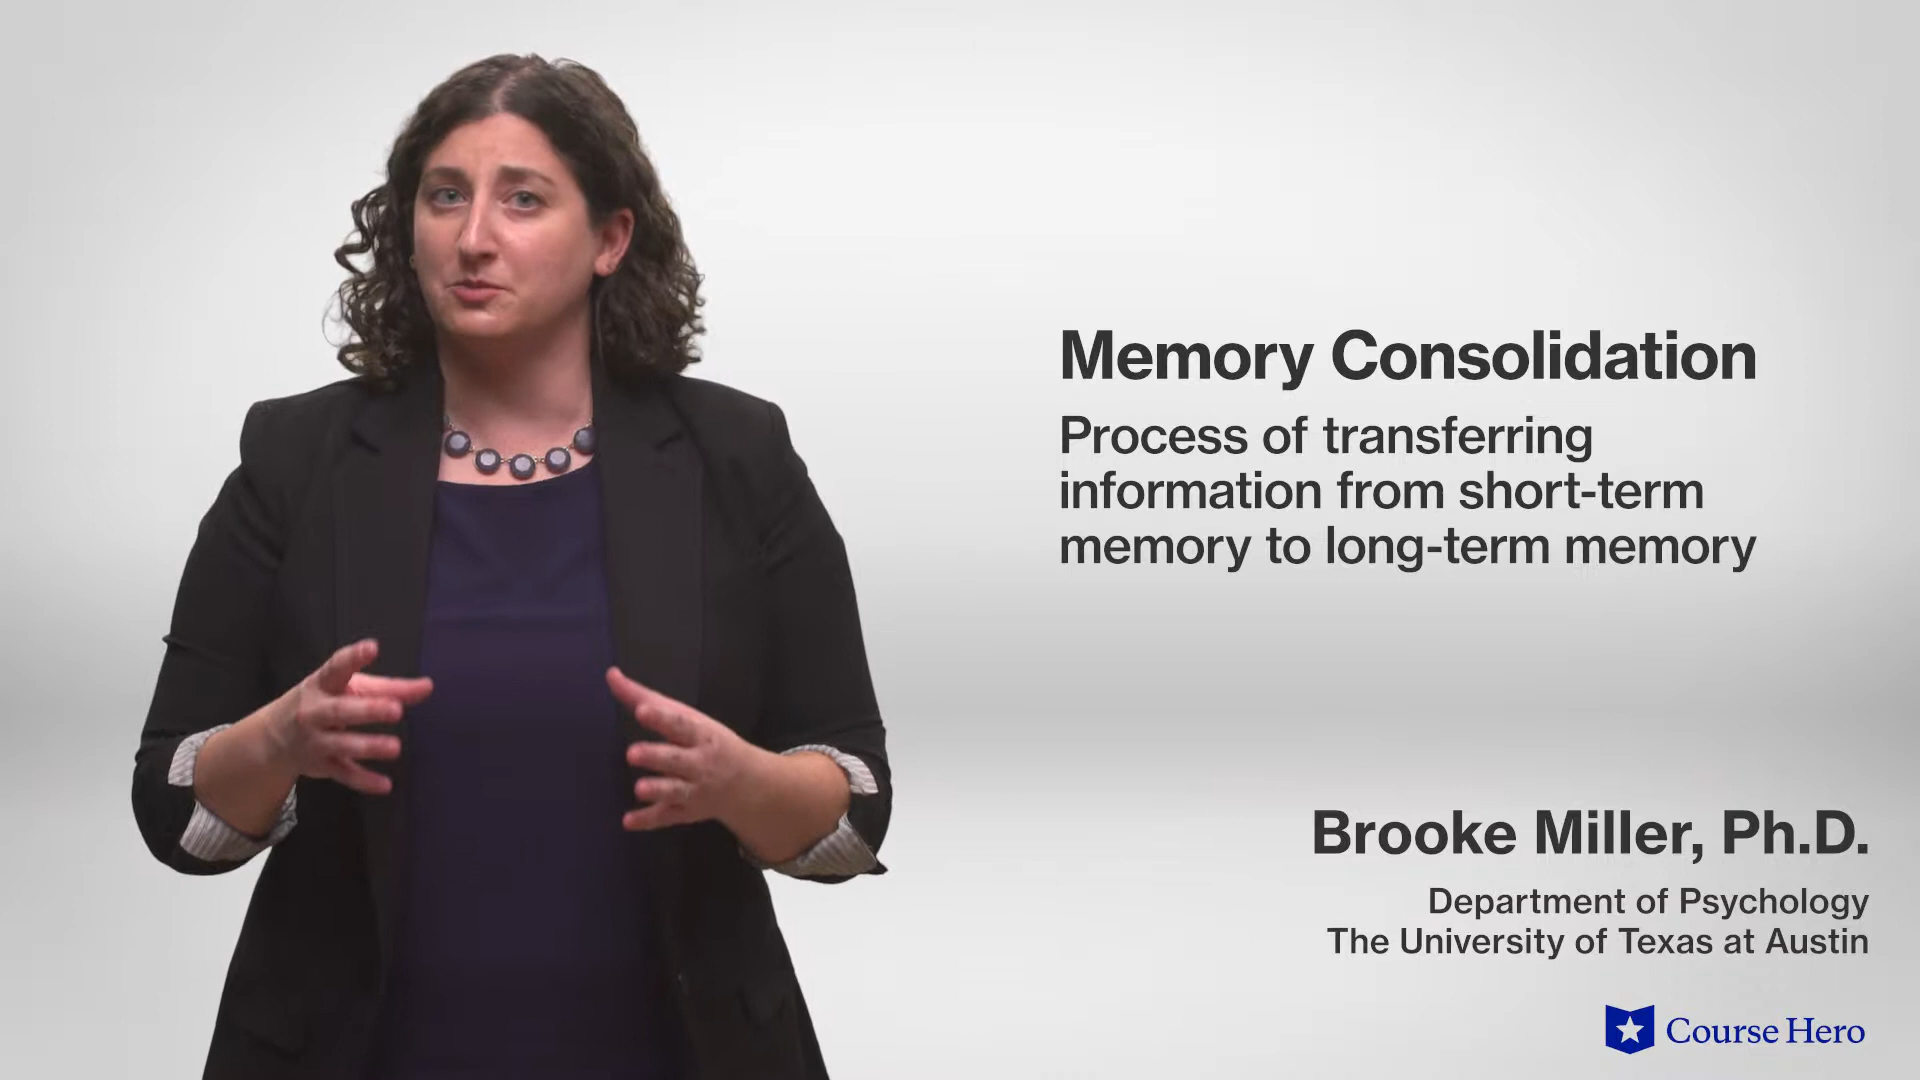 Memory Consolidation
Process of transferring
information from short-term
memory to long-term memory
Brooke Miller, Ph.D.
Department of Psychology
The University of Texas at Austin
Course Hero